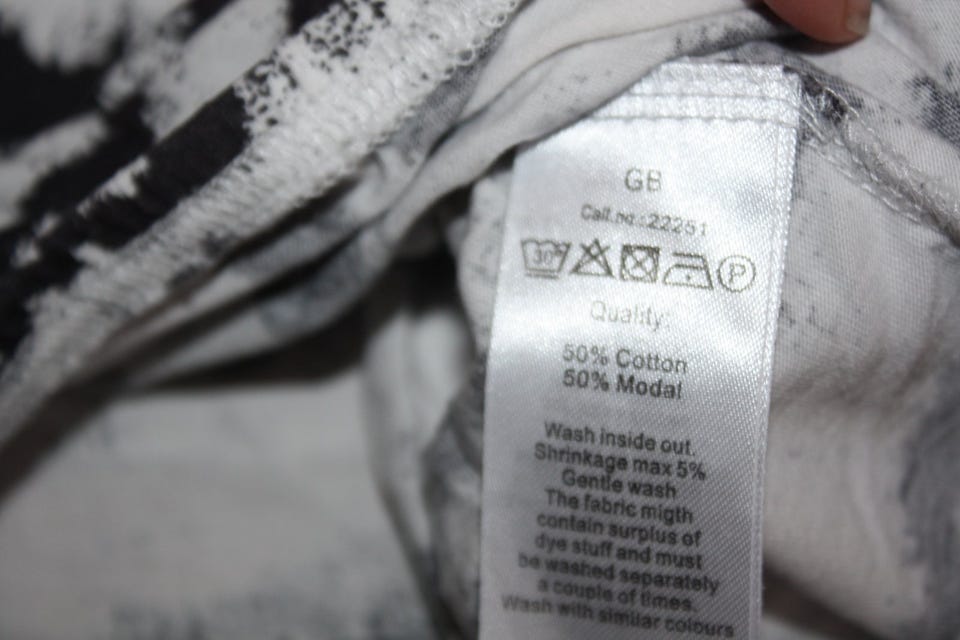 GB
Call.no.:22251
30°
P
Quality:
50% Cotton
50% Modal
Wash inside out.
Shrinkage max 5%
Gentle wash
The fabric migth
contain surplus of
dye stuff and must
be washed separately
a couple of times.
Wash with similar colours